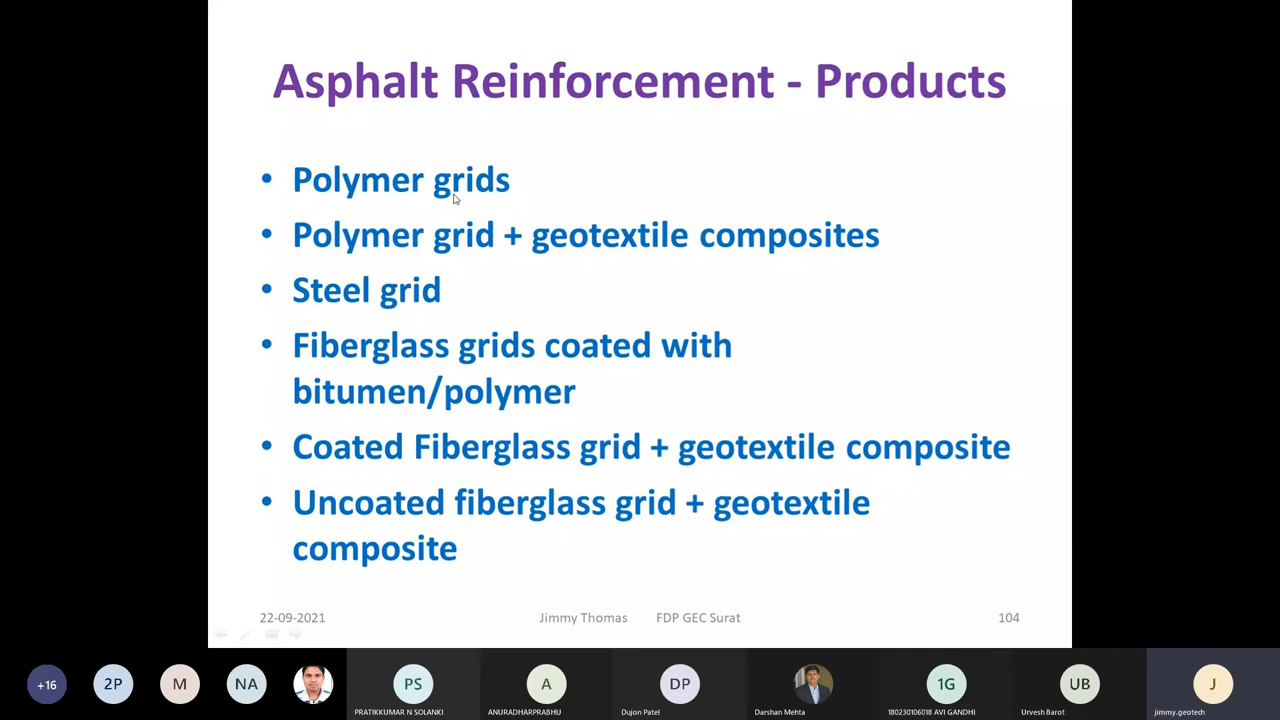 Asphalt Reinforcement - Products
• Polymer grids
• Polymer grid + geotextile composites
• Steel grid
• Fiberglass grids coated with
bitumen/polymer
• Coated Fiberglass grid + geotextile composite
• Uncoated fiberglass grid + geotextile
composite
22-09-2021 Jimmy Thomas FDP GEC Surat 104
+16 2P M NA PS A DP 1G UB J
PRATIKKUMAR N SOLANKI ANURADHARPRABHU Dujon Patel Darshan Mehta 180230106018 AVI GANDHI Urvesh Barot jimmy.geotech